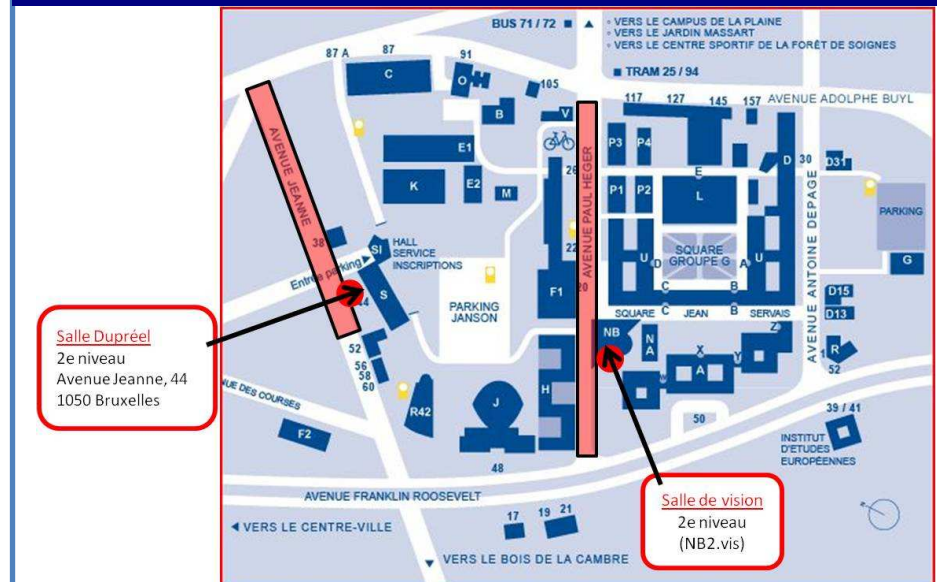 BUS 71 / 72
VERS LE CAMPUS DE LA PLAINE
VERS LE JARDIN MASSART
VERS LE CENTRE SPORTIF DE LA FORÊT DE SOIGNES
TRAM 25 / 94
87 A
87
91
105
117
127
145
157
AVENUE ADOLPHE BUYL
C
O
B
V
P3
P4
D
30
D31
E1
E
K
E2
M
26
P1
P2
L
PARKING
AVENUE JEANNE
AVENUE PAUL HEGER
AVENUE ANTOINE DEPAGE
38
SI
HALL
SERVICE
INSCRIPTIONS
Entrée parking
22
U
D
SQUARE
GROUPE G
A
U
G
S
44
PARKING
JANSON
F1
20
C
B
D15
SQUARE
C
JEAN
B
SERVAIS
D13
Salle Dupréel
2e niveau
Avenue Jeanne, 44
1050 Bruxelles
52
56
58
60
NB
NA
X
Y
Z
W
A
R
52
R42
J
H
50
39 / 41
INSTITUT
D'ETUDES
EUROPÉENNES
F2
48
AVENUE FRANKLIN ROOSEVELT
VERS LE CENTRE-VILLE
17
19
21
VERS LE BOIS DE LA CAMBRE
Salle de vision
2e niveau
(NB2.vis)